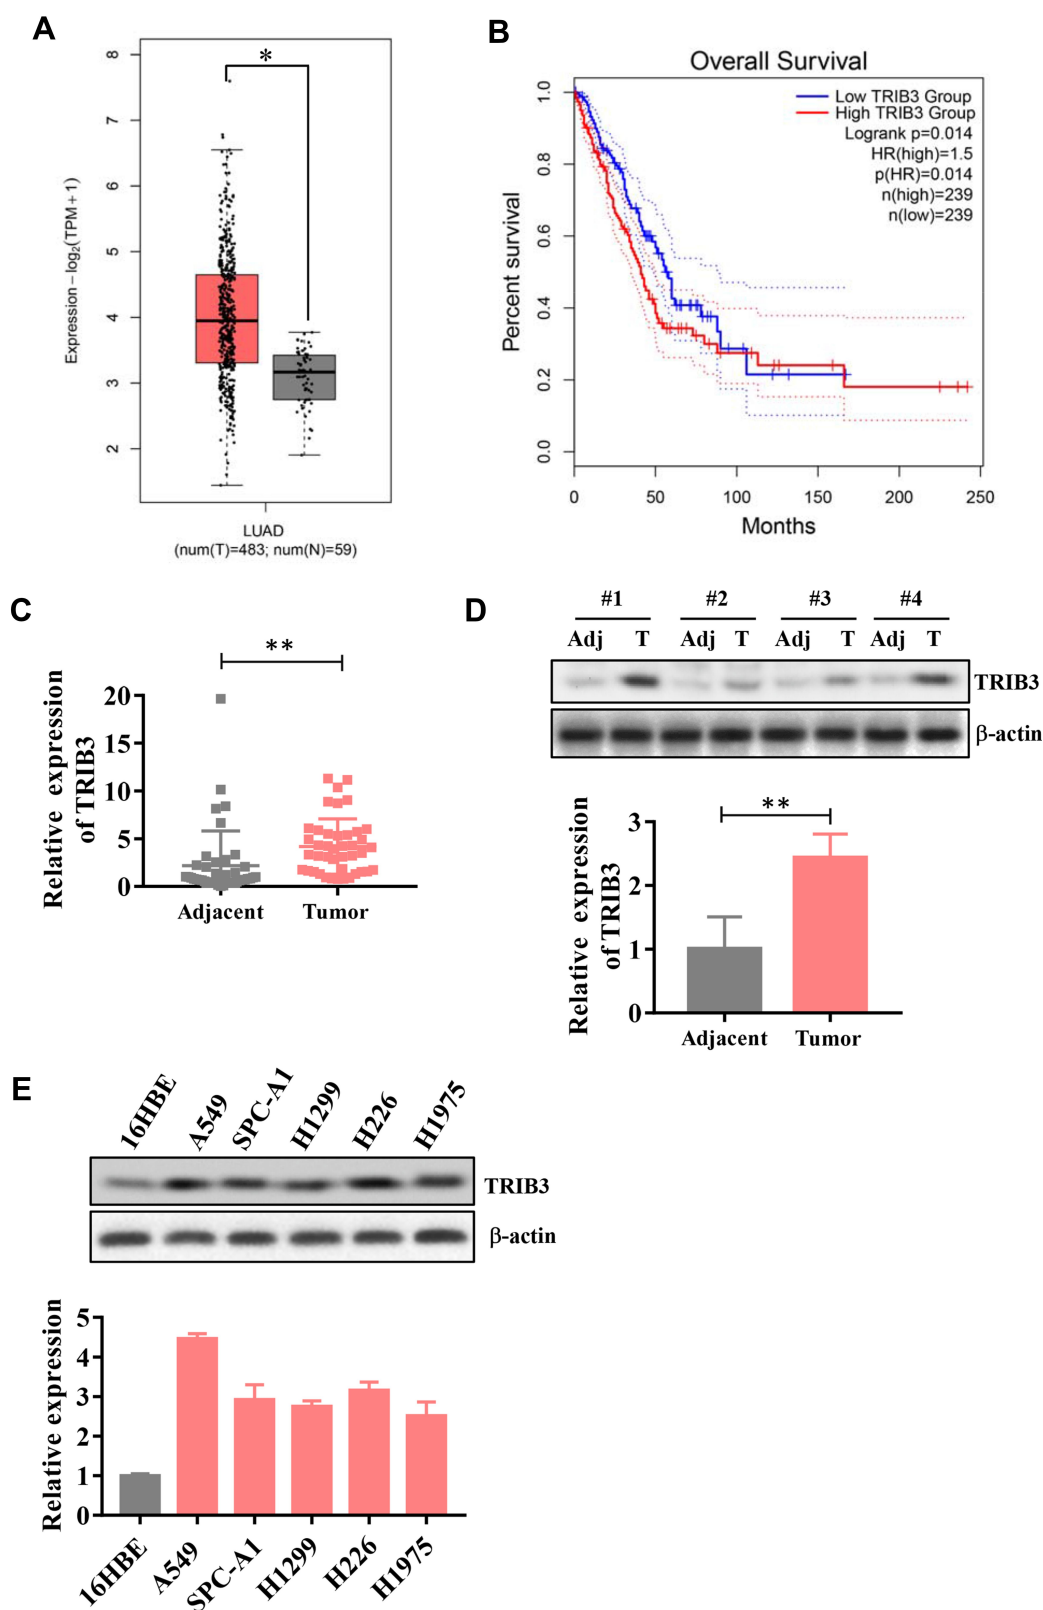 A
Expression – log2(TPM + 1)
8
7
6
5
4
3
2
*
LUAD
(num(T)=483; num(N)=59)
B
Overall Survival
Low TRIB3 Group
High TRIB3 Group
Logrank p=0.014
HR(high)=1.5
p(HR)=0.014
n(high)=239
n(low)=239
Percent survival
1.0
0.8
0.6
0.4
0.2
0.0
0 50 100 150 200 250
Months
C
**
Relative expression
of TRIB3
20
15
10
5
0
Adjacent Tumor
D
#1 #2 #3 #4
Adj T Adj T Adj T Adj T
TRIB3
β-actin
**
Relative expression
of TRIB3
3
2
1
0
Adjacent Tumor
E
16HBE A549 SPC-A1 H1299 H226 H1975
TRIB3
β-actin
Relative expression
5
4
3
2
1
0
16HBE A549 SPC-A1 H1299 H226 H1975